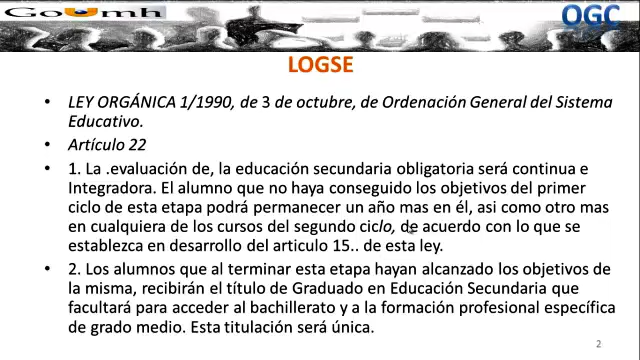 GoUmh
OGC
LOGSE
• LEY ORGÁNICA 1/1990, de 3 de octubre, de Ordenación General del Sistema
Educativo.
• Artículo 22
• 1. La .evaluación de, la educación secundaria obligatoria será continua e
Integradora. El alumno que no haya conseguido los objetivos del primer
ciclo de esta etapa podrá permanecer un año mas en él, asi como otro mas
en cualquiera de los cursos del segundo ciclo, de acuerdo con lo que se
establezca en desarrollo del articulo 15.. de esta ley.
• 2. Los alumnos que al terminar esta etapa hayan alcanzado los objetivos de
la misma, recibirán el título de Graduado en Educación Secundaria que
facultará para acceder al bachillerato y a la formación profesional específica
de grado medio. Esta titulación será única.
2